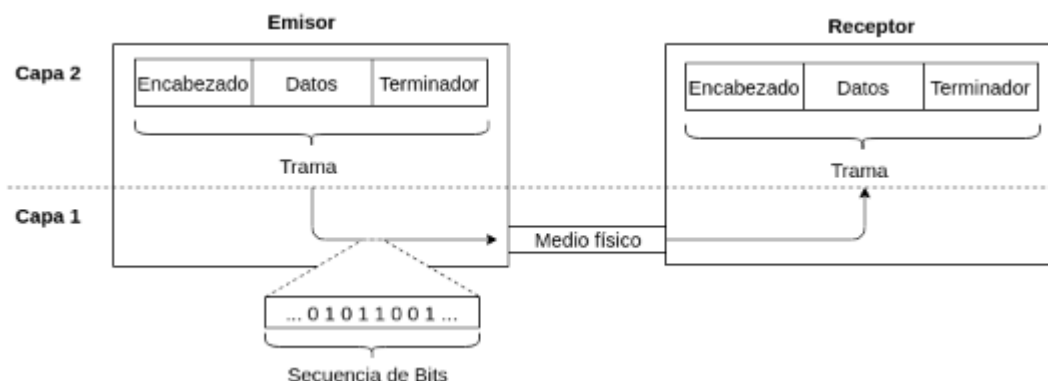 Emisor
Receptor
Capa 2
Encabezado Datos Terminador
Encabezado Datos Terminador
Trama
Trama
Capa 1
Medio físico
... 0 1 0 1 1 0 0 1 ...
Secuencia de Bits